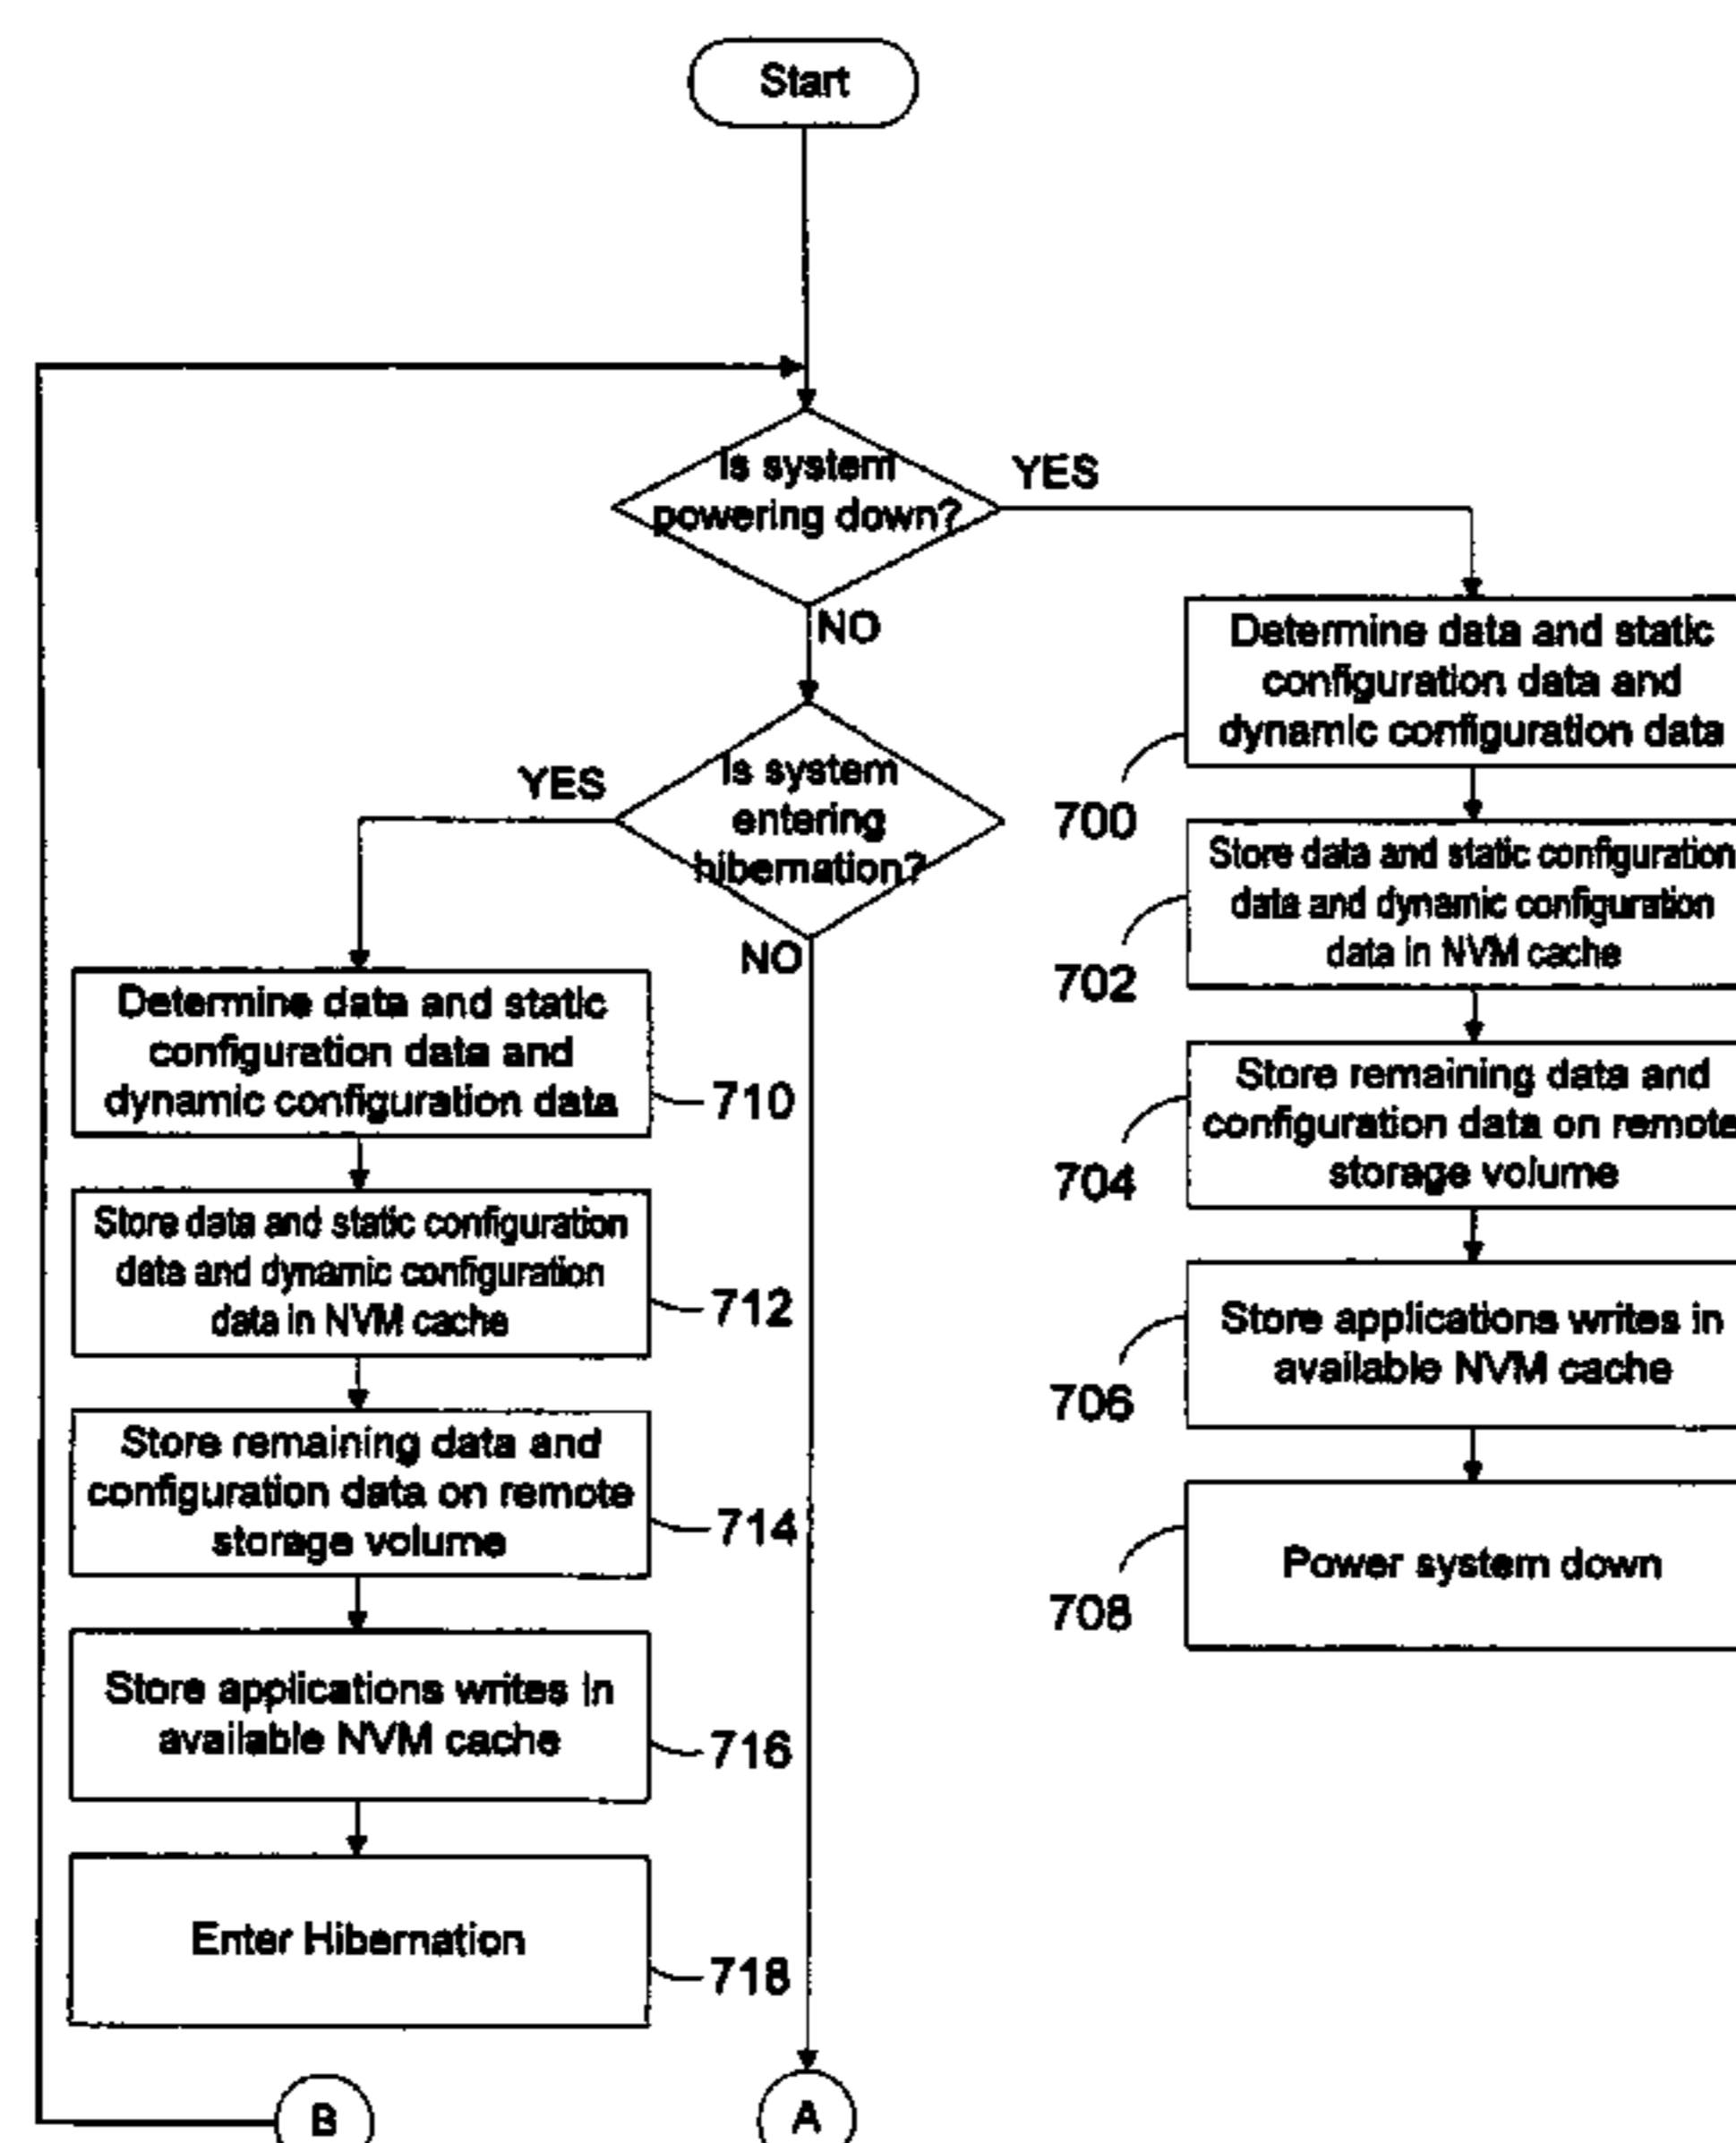 Start
Is system
powering down?
YES
NO
Determine data and static
configuration data and
dynamic configuration data
700
Store data and static configuration
data and dynamic configuration
data in NVM cache
702
Store remaining data and
configuration data on remote
storage volume
704
Store applications writes in
available NVM cache
706
Power system down
708
Is system
entering
hibernation?
YES
NO
Determine data and static
configuration data and
dynamic configuration data
710
Store data and static configuration
data and dynamic configuration
data in NVM cache
712
Store remaining data and
configuration data on remote
storage volume
714
Store applications writes in
available NVM cache
716
Enter Hibernation
718
B
A